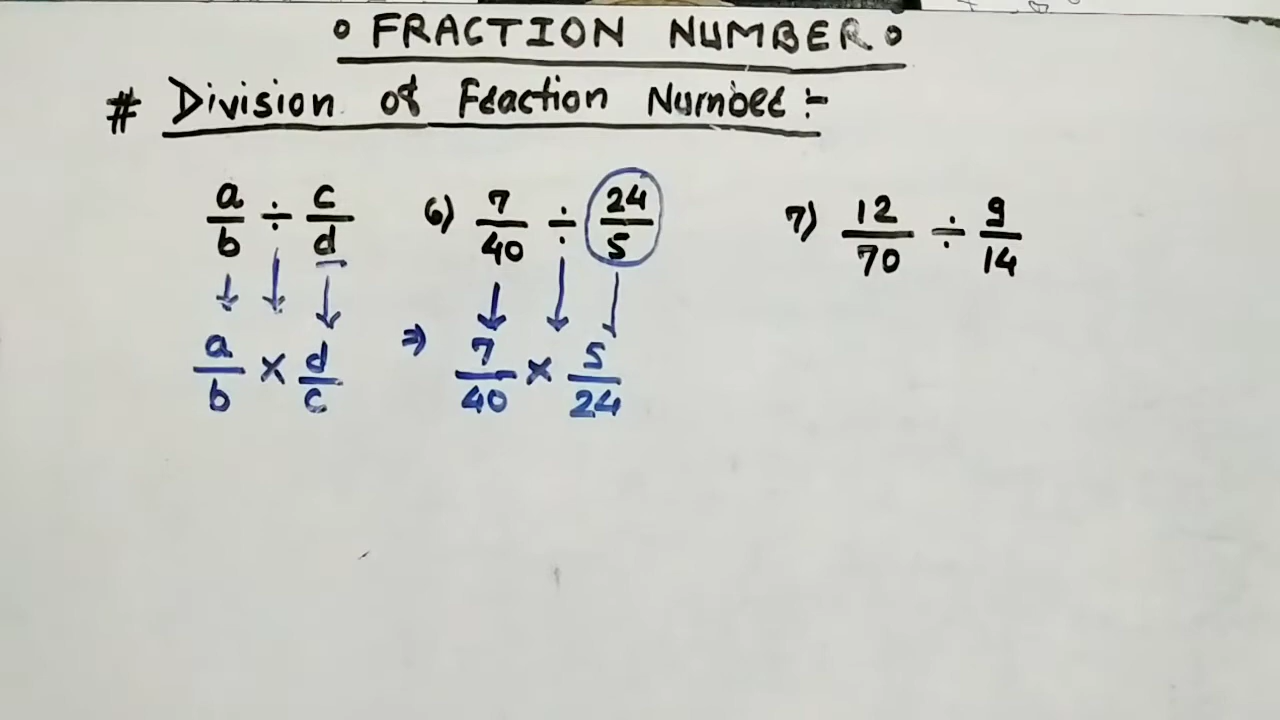 ° FRACTION NUMBER °
# Division of Fraction Number :-
a/b ÷ c/d
a/b × d/c
6) 7/40 ÷ 24/5
⇒ 7/40 × 5/24
7) 12/70 ÷ 9/14